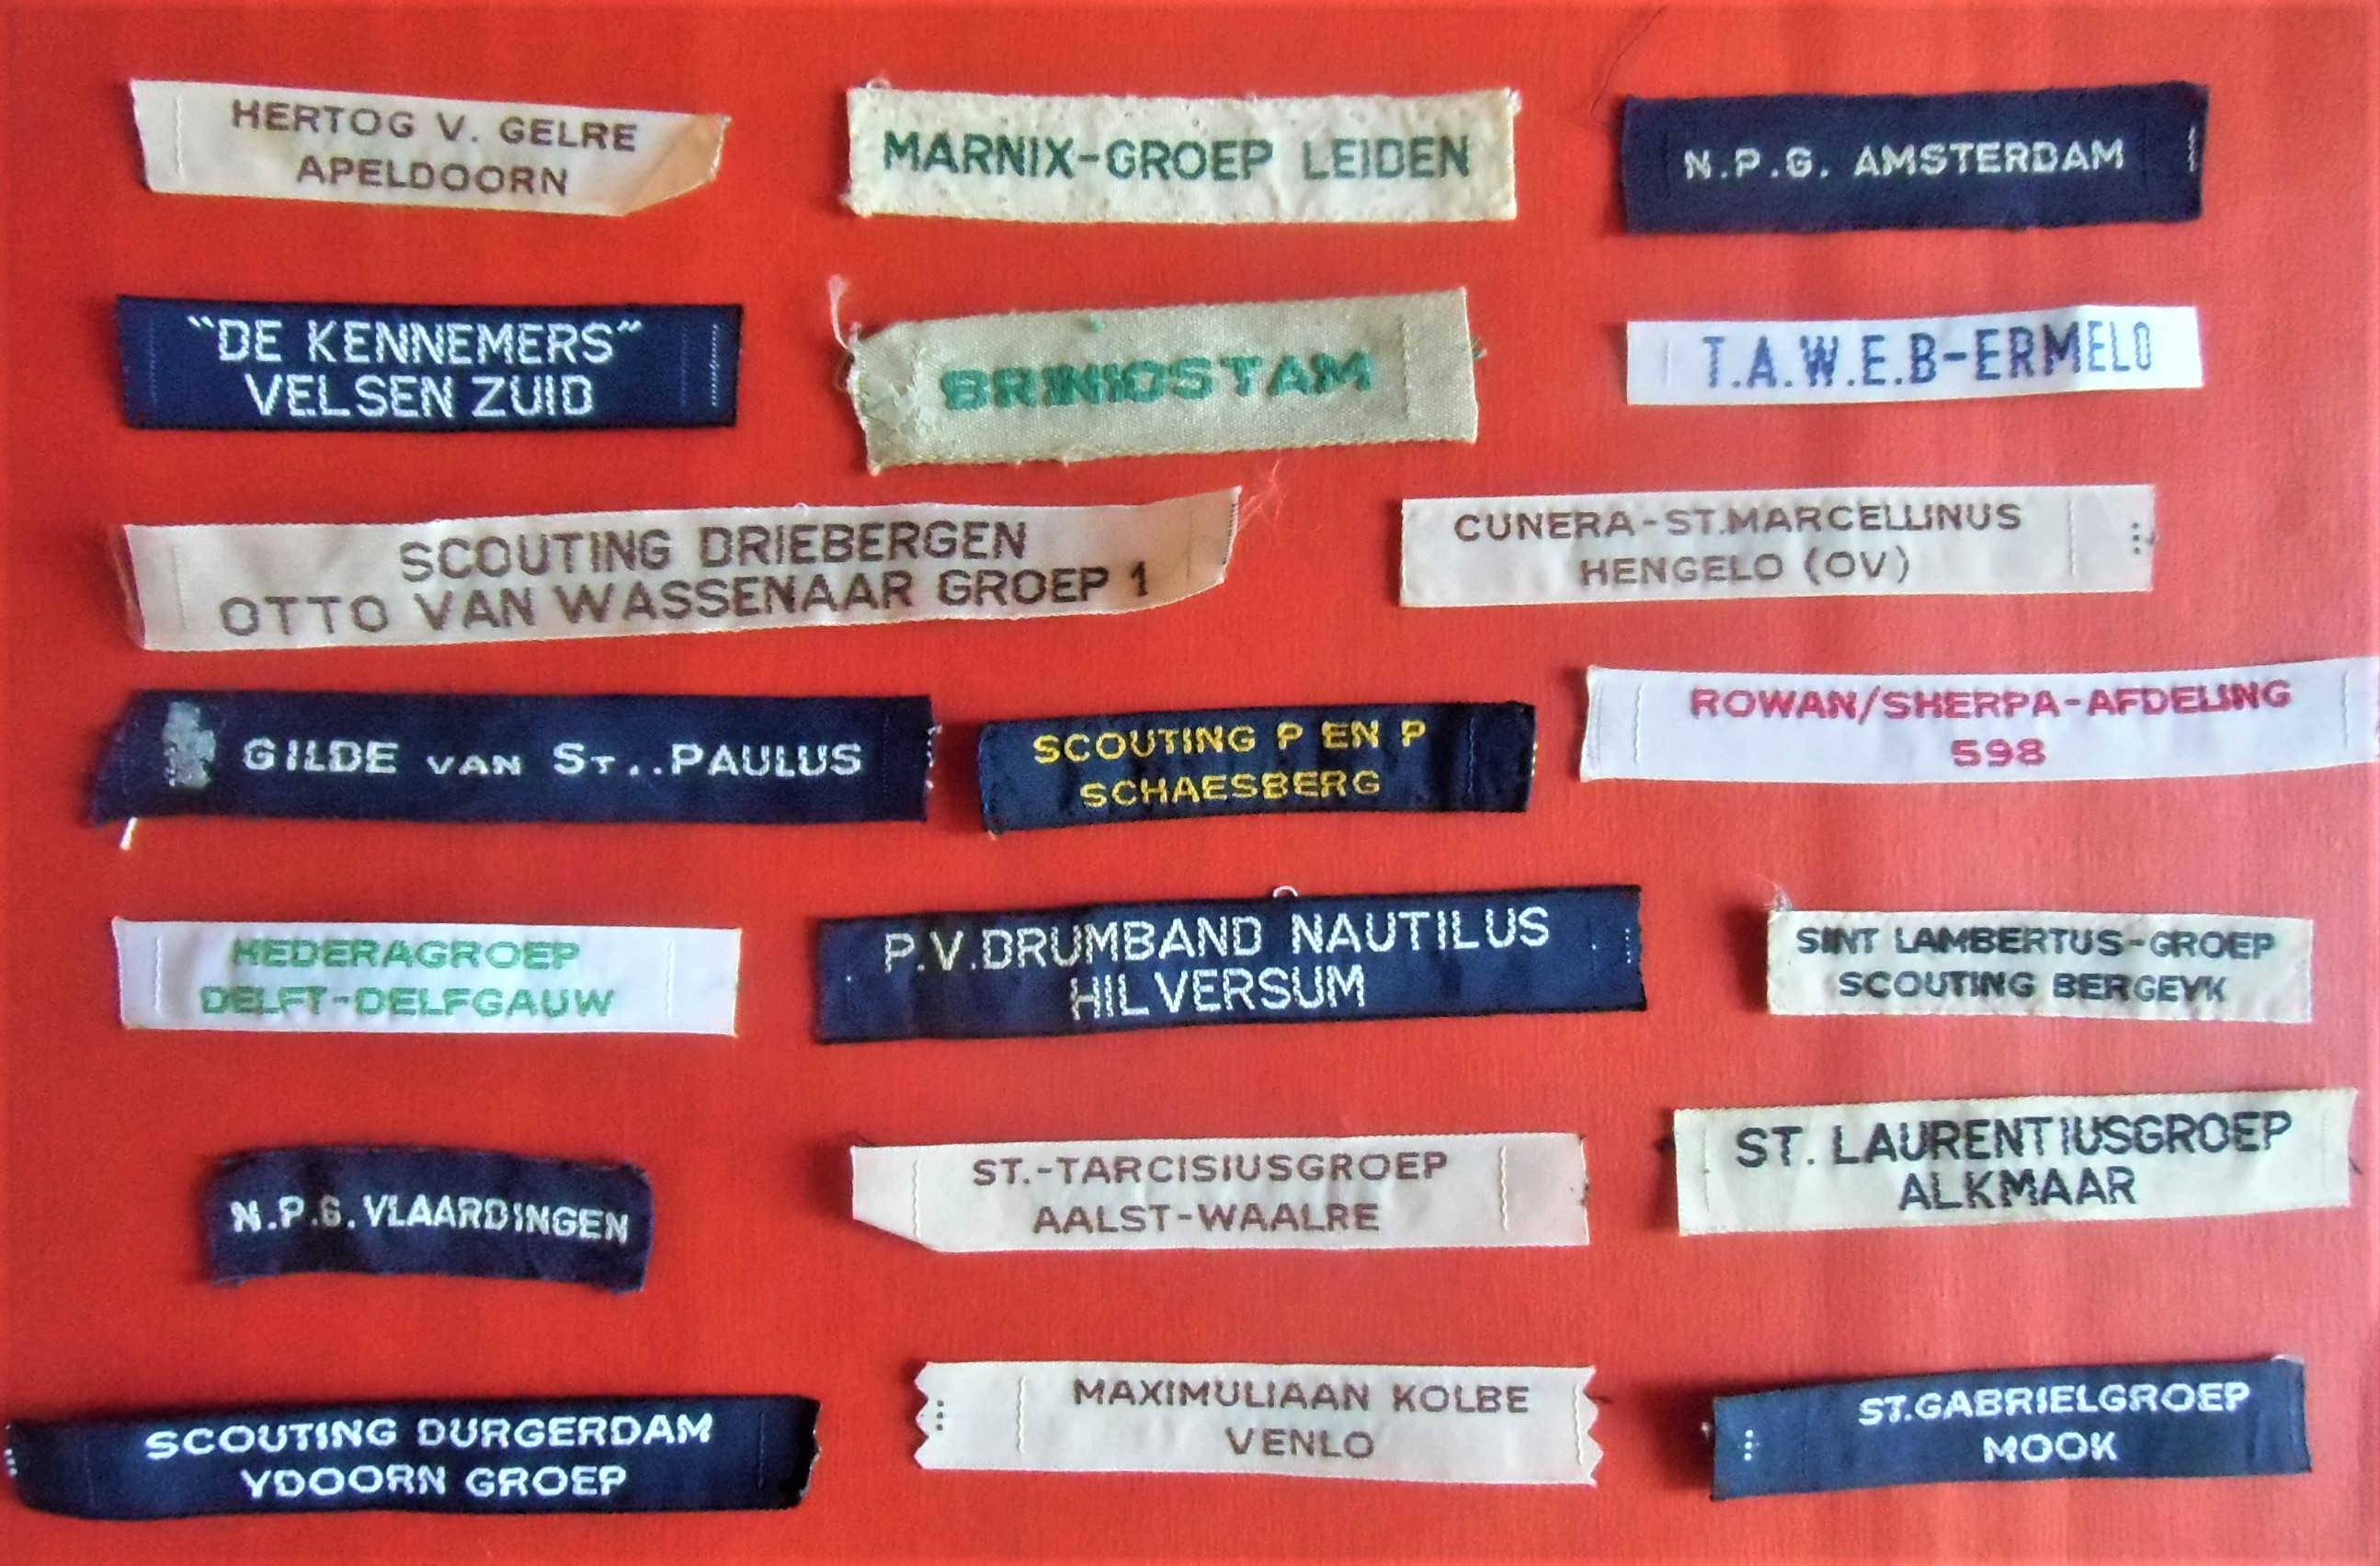 HERTOG V. GELRE
APELDOORN
MARNIX-GROEP LEIDEN
N.P.G. AMSTERDAM
“DE KENNEMERS”
VELSEN ZUID
T.A.W.E.B-ERMELO
SCOUTING DRIEBERGEN
OTTO VAN WASSENAAR GROEP 1
CUNERA-ST.MARCELLINUS
HENGELO (OV)
GILDE VAN ST..PAULUS
SCOUTING P EN P
SCHAESBERG
ROWAN/SHERPA-AFDELING
598
HEDERAGROEP
DELFT-DELFGAUW
P.V.DRUMBAND NAUTILUS
HILVERSUM
SINT LAMBERTUS-GROEP
SCOUTING BERGEYK
N.P.G. VLAARDINGEN
ST.-TARCISIUSGROEP
AALST-WAALRE
ST. LAURENTIUSGROEP
ALKMAAR
SCOUTING DURGERDAM
YDOORN GROEP
MAXIMILIAAN KOLBE
VENLO
ST.GABRIELGROEP
MOOK